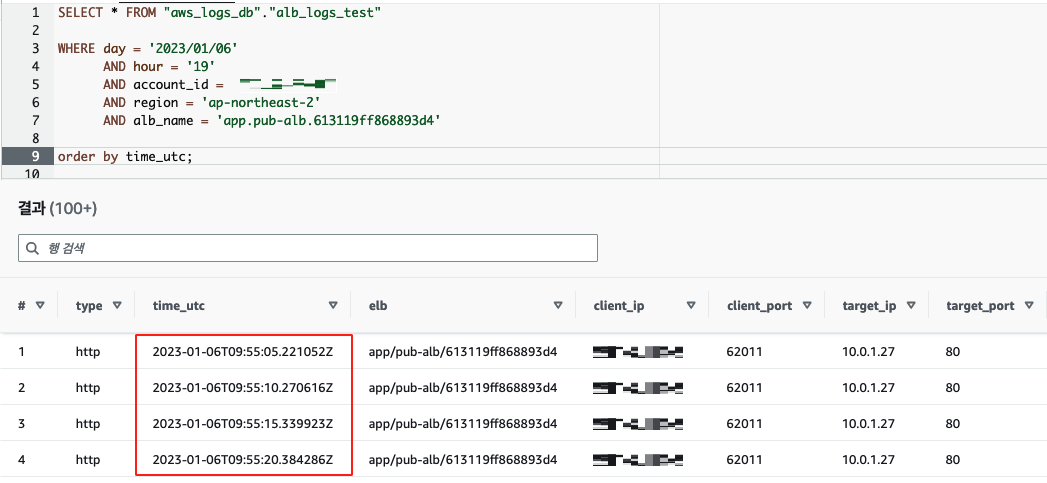 1 SELECT * FROM "aws_logs_db"."alb_logs_test"
2
3 WHERE day = '2023/01/06'
4 AND hour = '19'
5 AND account_id =
6 AND region = 'ap-northeast-2'
7 AND alb_name = 'app.pub-alb.613119ff868893d4'
8
9 order by time_utc;
10
결과 (100+)
행 검색
# type time_utc elb client_ip client_port target_ip target_port
1 http 2023-01-06T09:55:05.221052Z app/pub-alb/613119ff868893d4 62011 10.0.1.27 80
2 http 2023-01-06T09:55:10.270616Z app/pub-alb/613119ff868893d4 62011 10.0.1.27 80
3 http 2023-01-06T09:55:15.339923Z app/pub-alb/613119ff868893d4 62011 10.0.1.27 80
4 http 2023-01-06T09:55:20.384286Z app/pub-alb/613119ff868893d4 62011 10.0.1.27 80